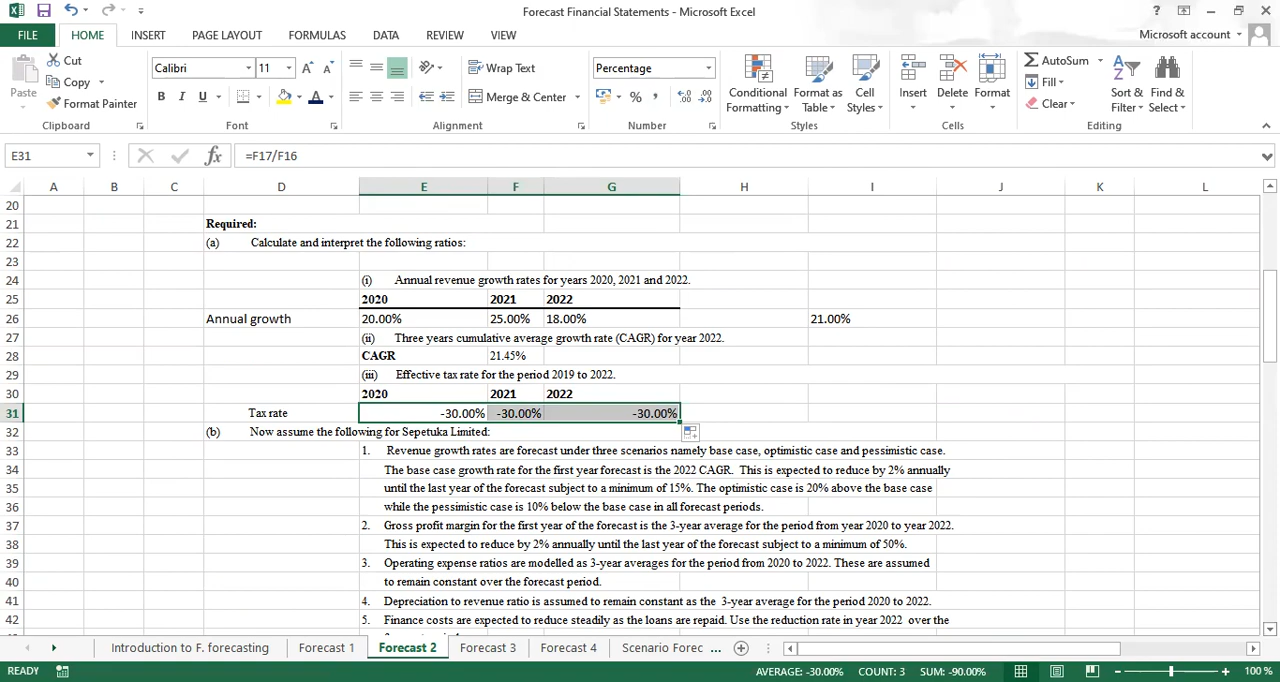 Forecast Financial Statements - Microsoft Excel
FILE HOME INSERT PAGE LAYOUT FORMULAS DATA REVIEW VIEW Microsoft account
Cut
Copy
Format Painter
Paste
Clipboard
Calibri 11
B I U
Font
Wrap Text
Merge & Center
Alignment
Percentage
Number
Conditional Formatting
Format as Table
Cell Styles
Styles
Insert Delete Format
Cells
AutoSum
Fill
Clear
Sort & Filter
Find & Select
Editing
E31 fx =F17/F16
A B C D E F G H I J K L
20
21 Required:
22 (a) Calculate and interpret the following ratios:
23
24 (i) Annual revenue growth rates for years 2020, 2021 and 2022.
25 2020 2021 2022
26 Annual growth 20.00% 25.00% 18.00% 21.00%
27 (ii) Three years cumulative average growth rate (CAGR) for year 2022.
28 CAGR 21.45%
29 (iii) Effective tax rate for the period 2019 to 2022.
30 2020 2021 2022
31 Tax rate -30.00% -30.00% -30.00%
32 (b) Now assume the following for Sepetuka Limited:
33 1. Revenue growth rates are forecast under three scenarios namely base case, optimistic case and pessimistic case.
34 The base case growth rate for the first year forecast is the 2022 CAGR. This is expected to reduce by 2% annually
35 until the last year of the forecast subject to a minimum of 15%. The optimistic case is 20% above the base case
36 while the pessimistic case is 10% below the base case in all forecast periods.
37 2. Gross profit margin for the first year of the forecast is the 3-year average for the period from year 2020 to year 2022.
38 This is expected to reduce by 2% annually until the last year of the forecast subject to a minimum of 50%.
39 3. Operating expense ratios are modelled as 3-year averages for the period from 2020 to 2022. These are assumed
40 to remain constant over the forecast period.
41 4. Depreciation to revenue ratio is assumed to remain constant as the 3-year average for the period 2020 to 2022.
42 5. Finance costs are expected to reduce steadily as the loans are repaid. Use the reduction rate in year 2022 over the
Introduction to F. forecasting Forecast 1 Forecast 2 Forecast 3 Forecast 4 Scenario Forec ...
READY AVERAGE: -30.00% COUNT: 3 SUM: -90.00% 100 %